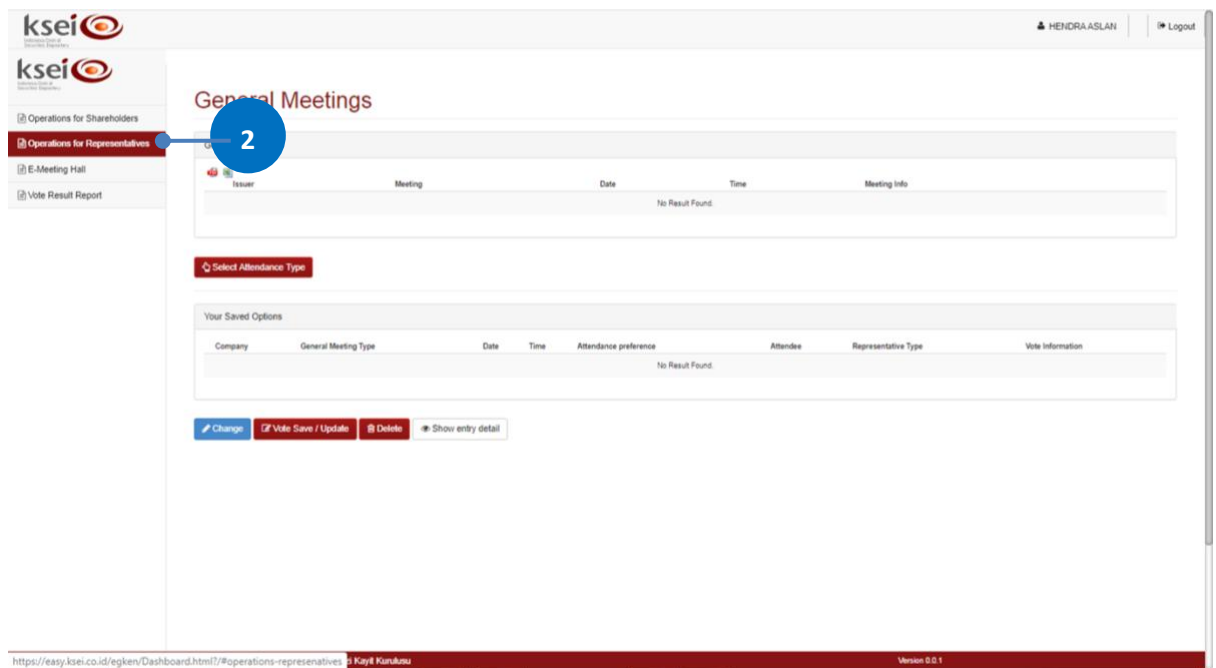 ksei
HENDRA ASLAN
Logout
ksei
Operations for Shareholders
Operations for Representatives
E-Meeting Hall
Vote Result Report
General Meetings
2
Issuer Meeting Date Time Meeting Info
No Result Found.
Select Attendance Type
Your Saved Options
Company General Meeting Type Date Time Attendance preference Attendee Representative Type Vote Information
No Result Found.
Change Vote Save / Update Delete Show entry detail
https://easy.ksei.co.id/egken/Dashboard.html?/#operations-represenatives
Kayit Kurulusu
Version 0.0.1